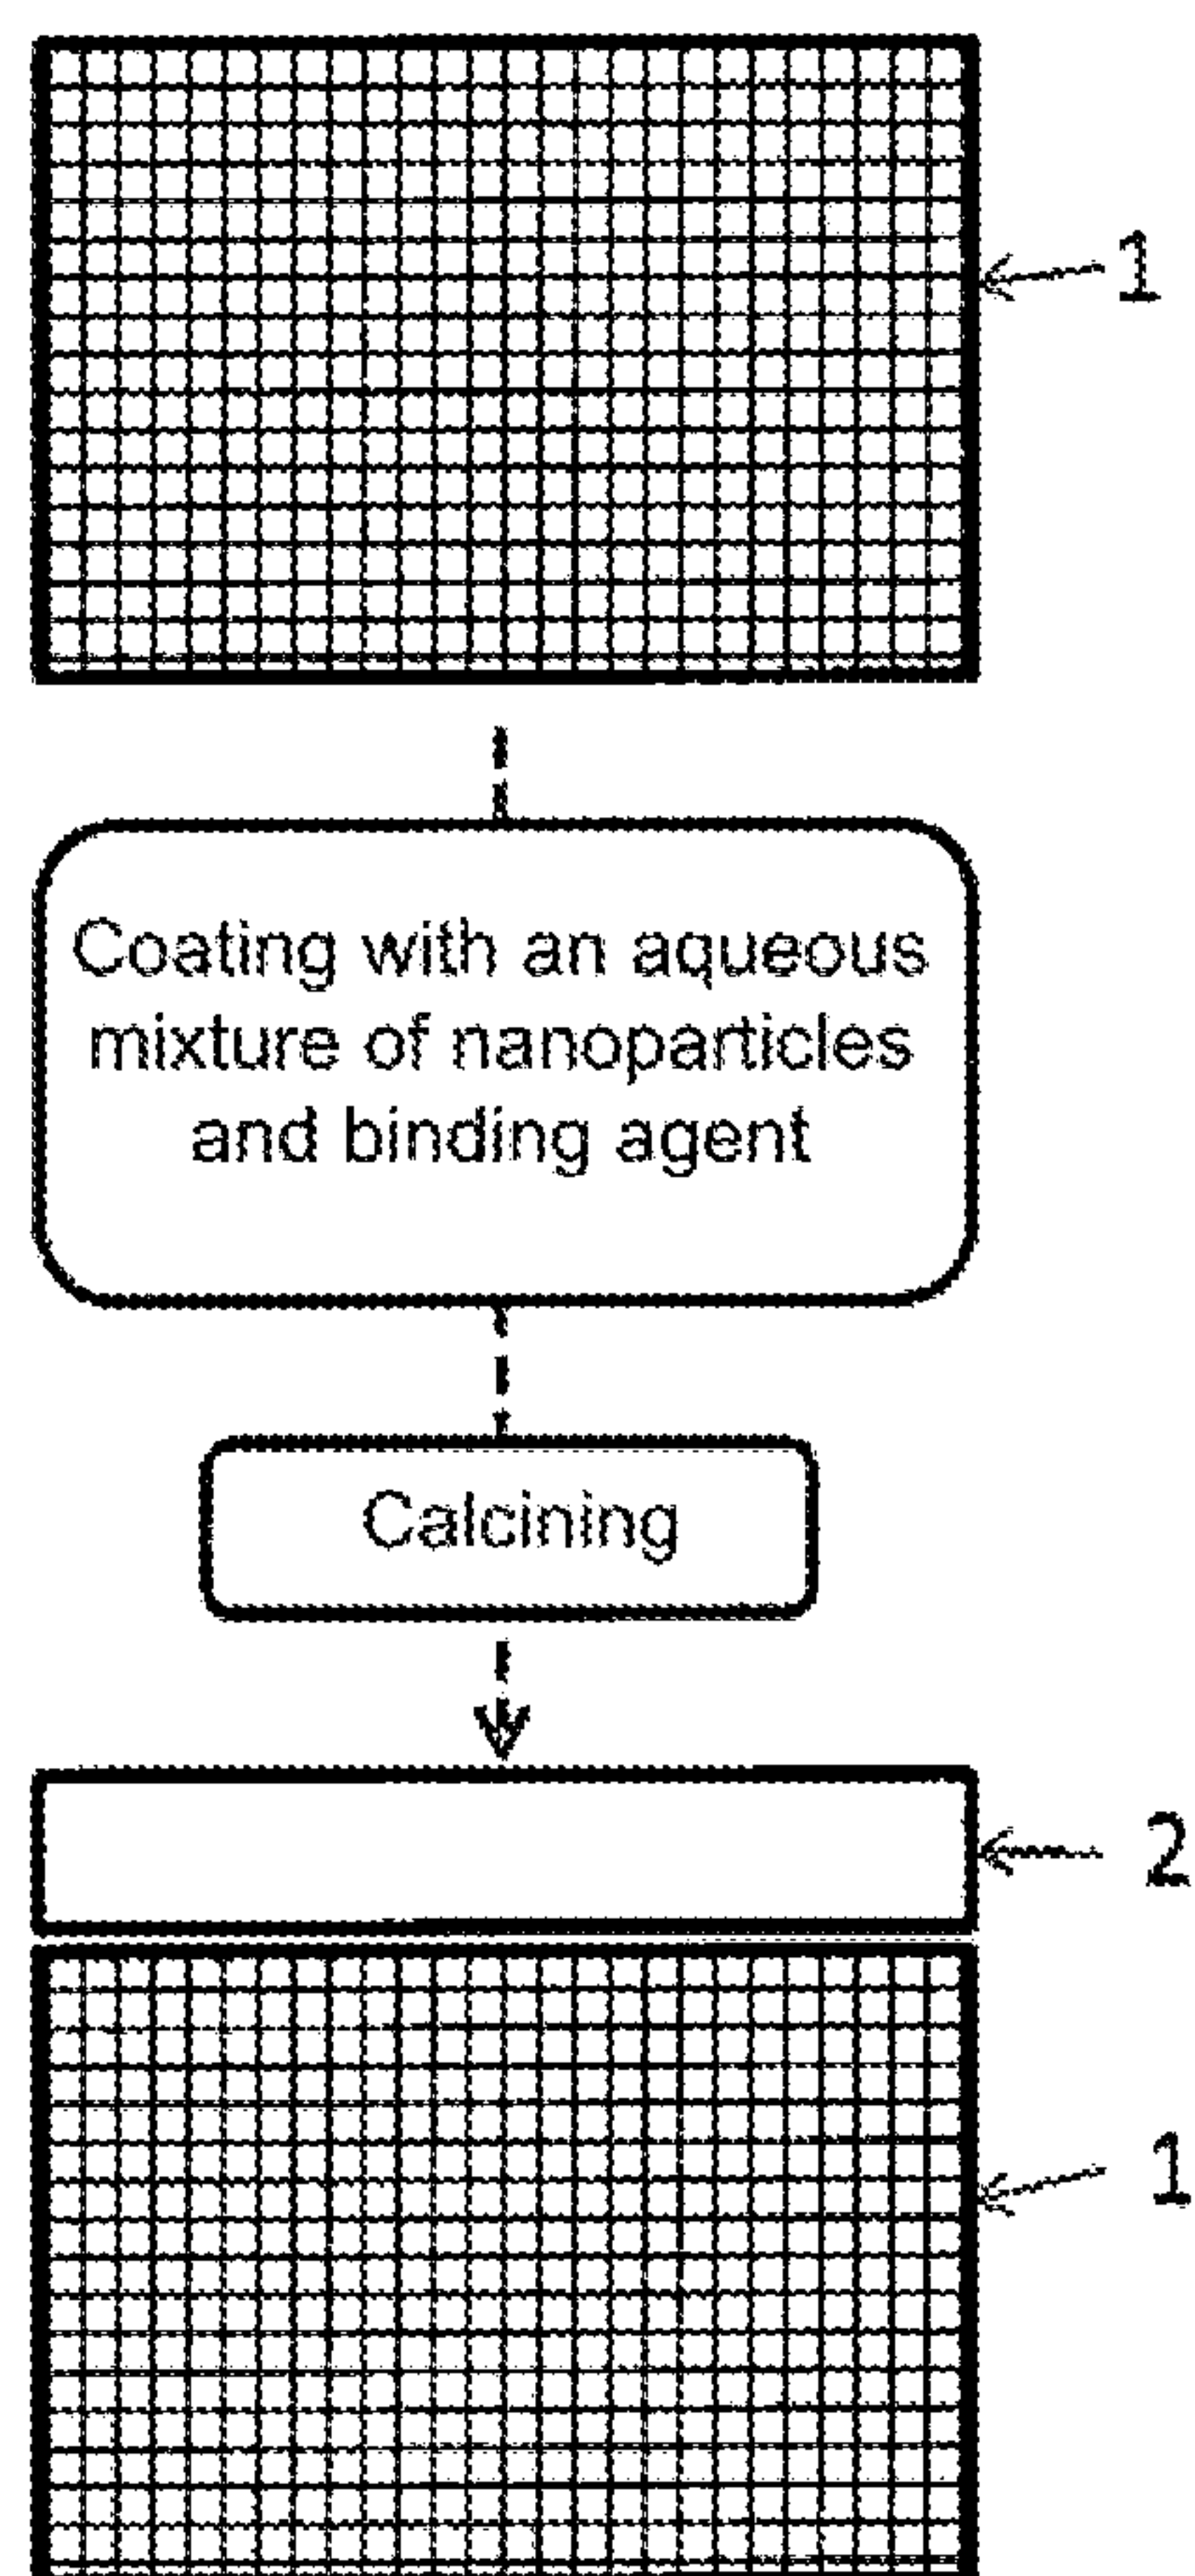 1
Coating with an aqueous
mixture of nanoparticles
and binding agent
Calcining
2
1